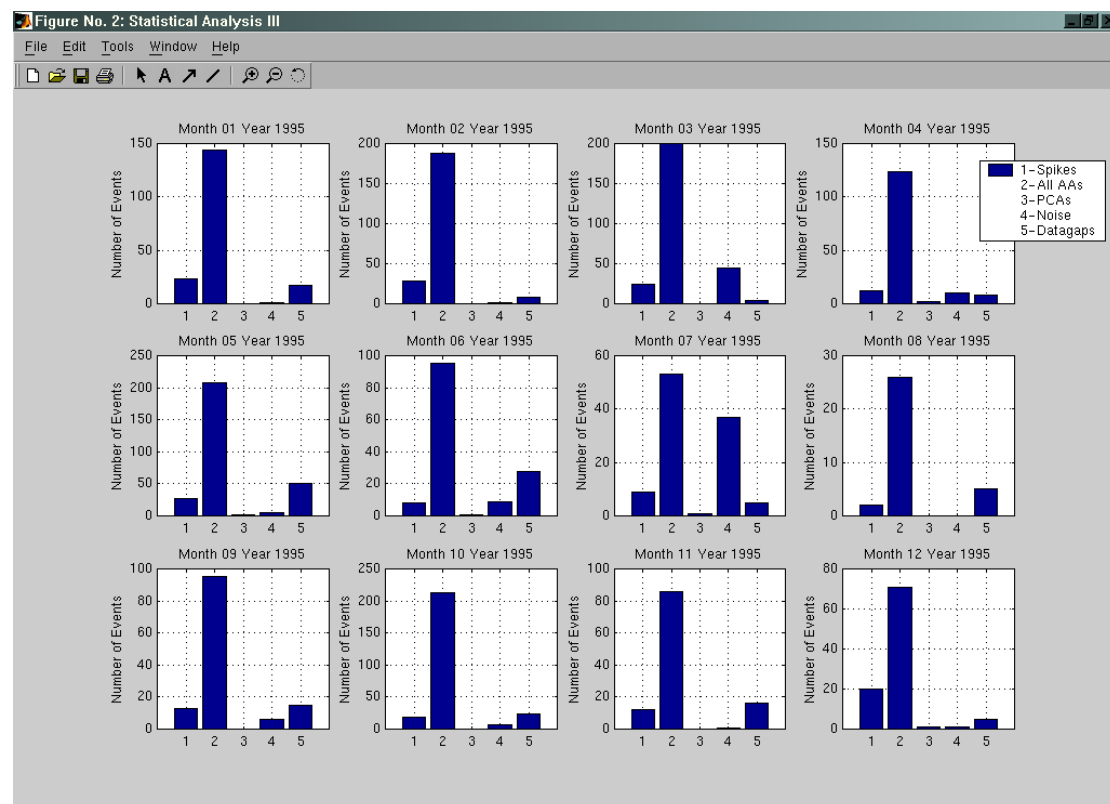 Figure No. 2: Statistical Analysis III
File Edit Tools Window Help
A
Month 01 Year 1995
Number of Events
150
100
50
0
1 2 3 4 5
Month 02 Year 1995
Number of Events
200
150
100
50
0
1 2 3 4 5
Month 03 Year 1995
Number of Events
200
150
100
50
0
1 2 3 4 5
Month 04 Year 1995
Number of Events
150
100
50
0
1 2 3 4 5
1-Spikes
2-All AAs
3-PCAs
4-Noise
5-Datagaps
Month 05 Year 1995
Number of Events
250
200
150
100
50
0
1 2 3 4 5
Month 06 Year 1995
Number of Events
100
80
60
40
20
0
1 2 3 4 5
Month 07 Year 1995
Number of Events
60
40
20
0
1 2 3 4 5
Month 08 Year 1995
Number of Events
30
20
10
0
1 2 3 4 5
Month 09 Year 1995
Number of Events
100
80
60
40
20
0
1 2 3 4 5
Month 10 Year 1995
Number of Events
250
200
150
100
50
0
1 2 3 4 5
Month 11 Year 1995
Number of Events
100
80
60
40
20
0
1 2 3 4 5
Month 12 Year 1995
Number of Events
80
60
40
20
0
1 2 3 4 5